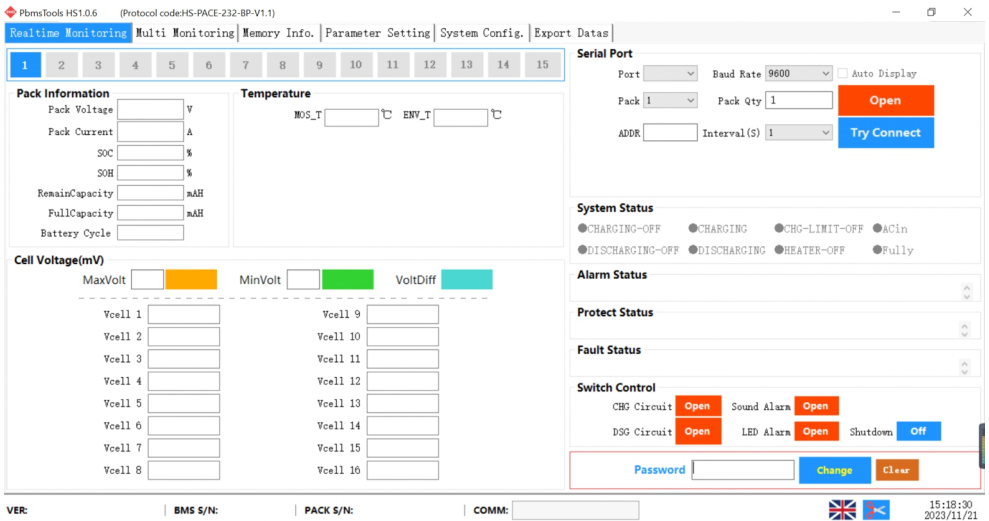 PbmsTools HS1.0.6 (Protocol code:HS-PACE-232-BP-V1.1)
Realtime Monitoring Multi Monitoring Memory Info. Parameter Setting System Config. Export Datas
1 2 3 4 5 6 7 8 9 10 11 12 13 14 15
Pack Information
Pack Voltage V
Pack Current A
SOC %
SOH %
RemainCapacity mAH
FullCapacity mAH
Battery Cycle
Temperature
MOS_T ℃ ENV_T ℃
Cell Voltage(mV)
MaxVolt MinVolt VoltDiff
Vcell 1 Vcell 9
Vcell 2 Vcell 10
Vcell 3 Vcell 11
Vcell 4 Vcell 12
Vcell 5 Vcell 13
Vcell 6 Vcell 14
Vcell 7 Vcell 15
Vcell 8 Vcell 16
Serial Port
Port Baud Rate 9600 Auto Display
Pack 1 Pack Qty 1 Open
ADDR Interval(S) 1 Try Connect
System Status
CHARGING-OFF CHARGING CHG-LIMIT-OFF ACin
DISCHARGING-OFF DISCHARGING HEATER-OFF Fully
Alarm Status
Protect Status
Fault Status
Switch Control
CHG Circuit Open Sound Alarm Open
DSG Circuit Open LED Alarm Open Shutdown Off
Password Change Clear
VER: BMS S/N: PACK S/N: COMM: 15:18:30
2023/11/21